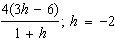 4(3h − 6)
1 + h ; h = −2